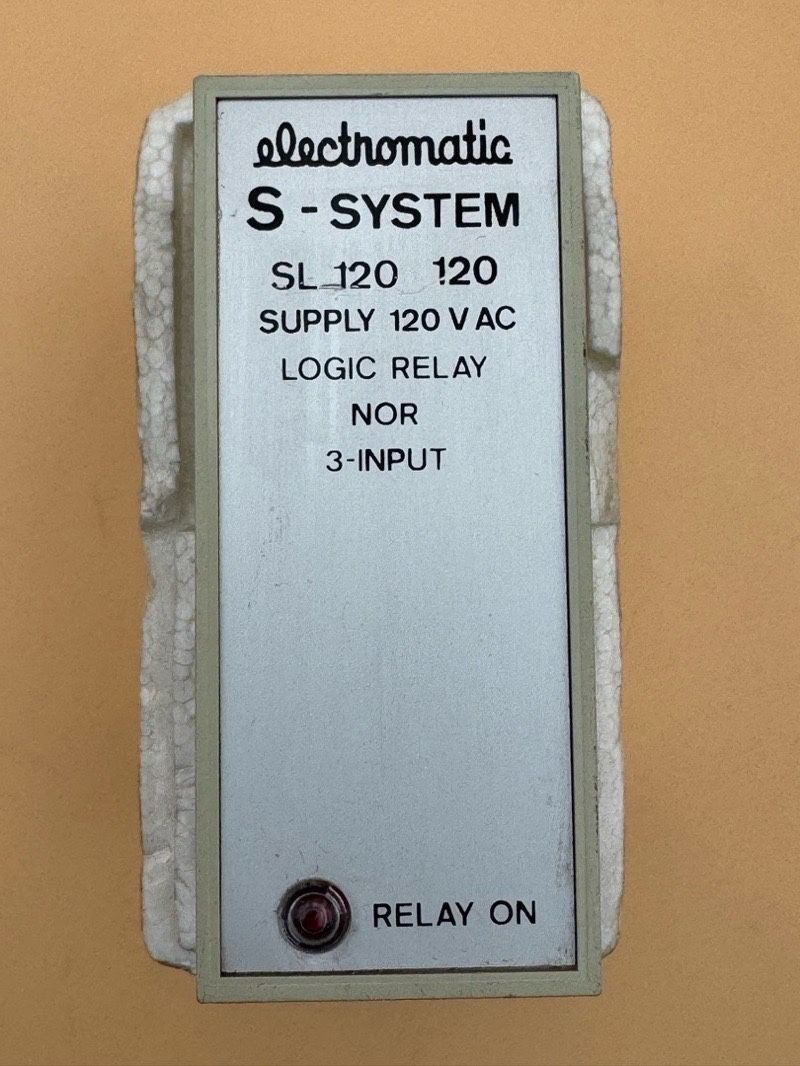 electromatic
S - SYSTEM
SL 120 120
SUPPLY 120 V AC
LOGIC RELAY
NOR
3-INPUT
RELAY ON